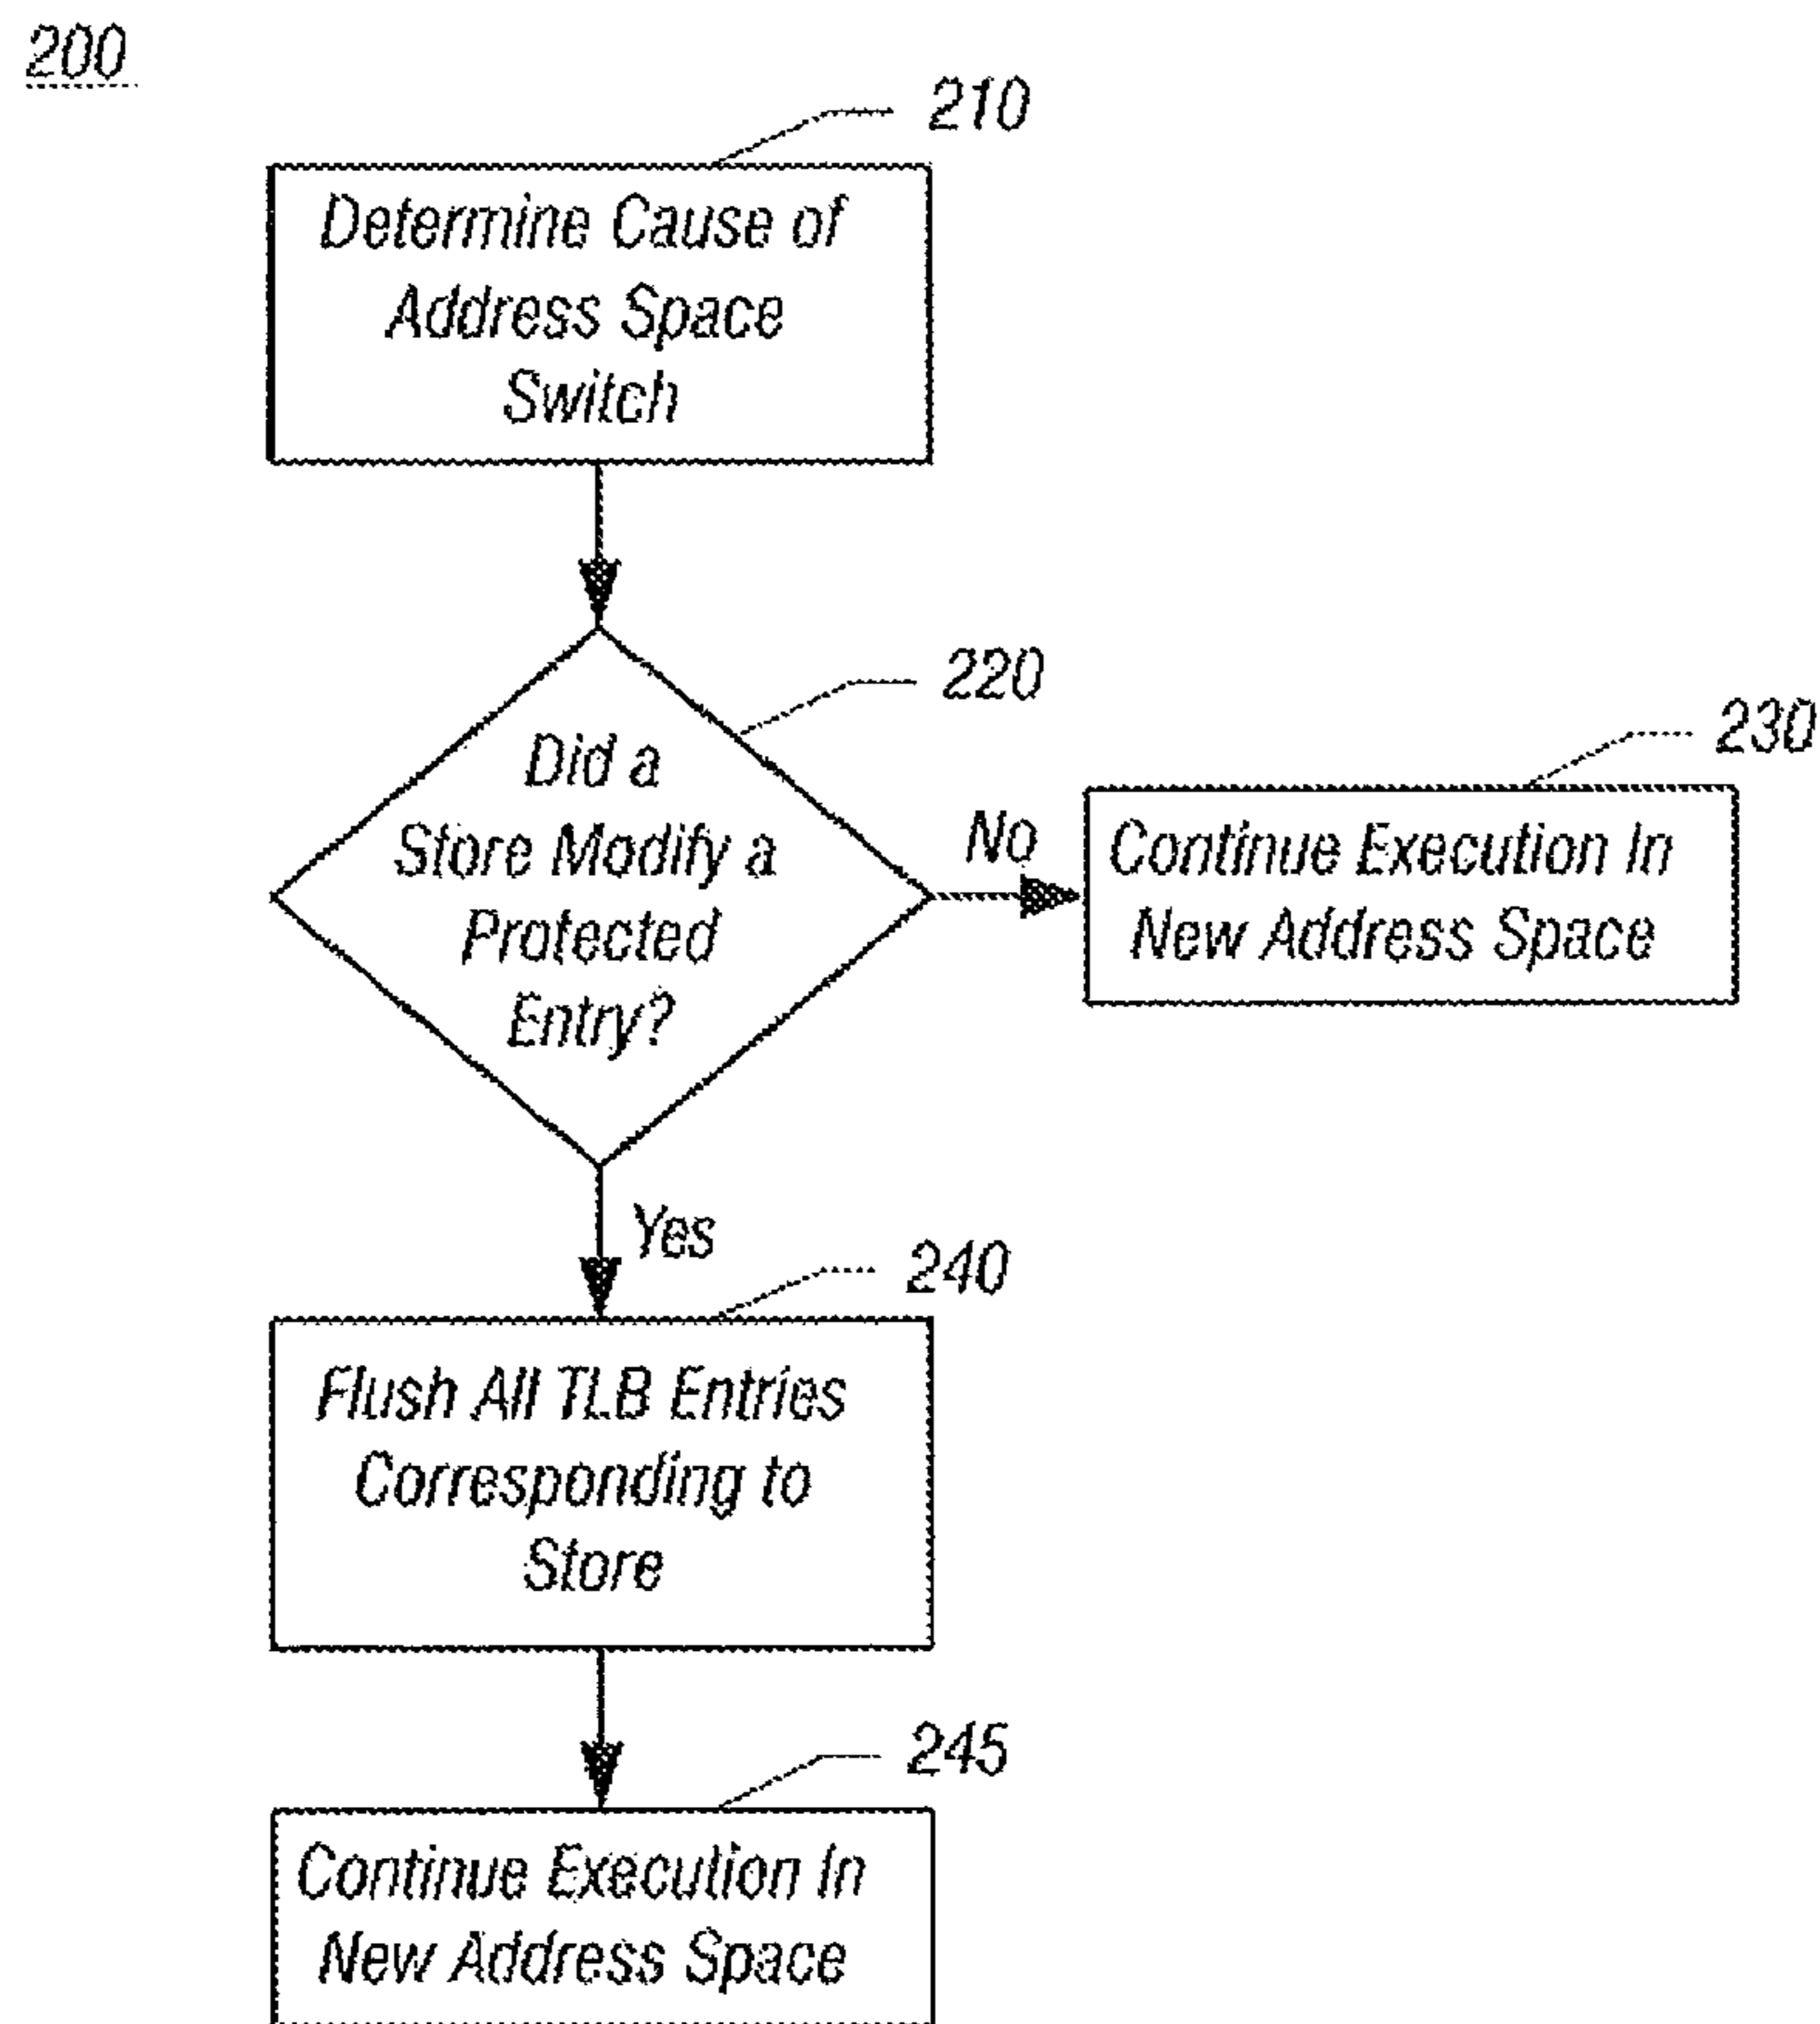 200
210
Determine Cause of
Address Space
Switch
220
Did a
Store Modify a
Protected
Entry?
No
230
Continue Execution In
New Address Space
Yes
240
Flush All TLB Entries
Corresponding to
Store
245
Continue Execution In
New Address Space